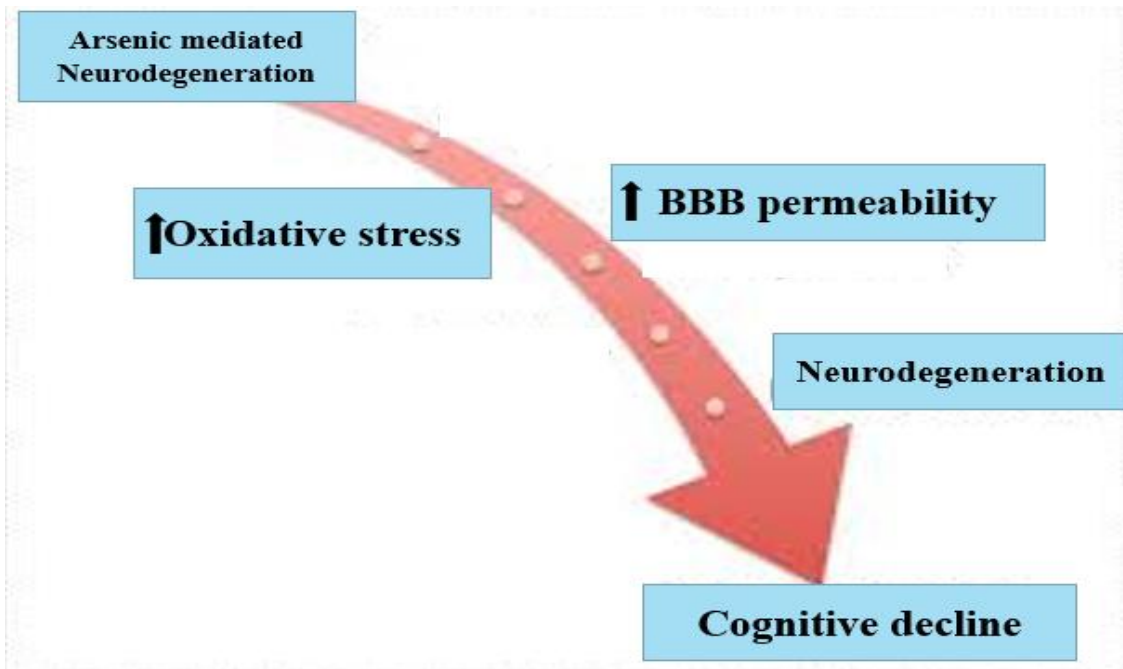 Arsenic mediated
Neurodegeneration
⬆Oxidative stress
⬆ BBB permeability
Neurodegeneration
Cognitive decline